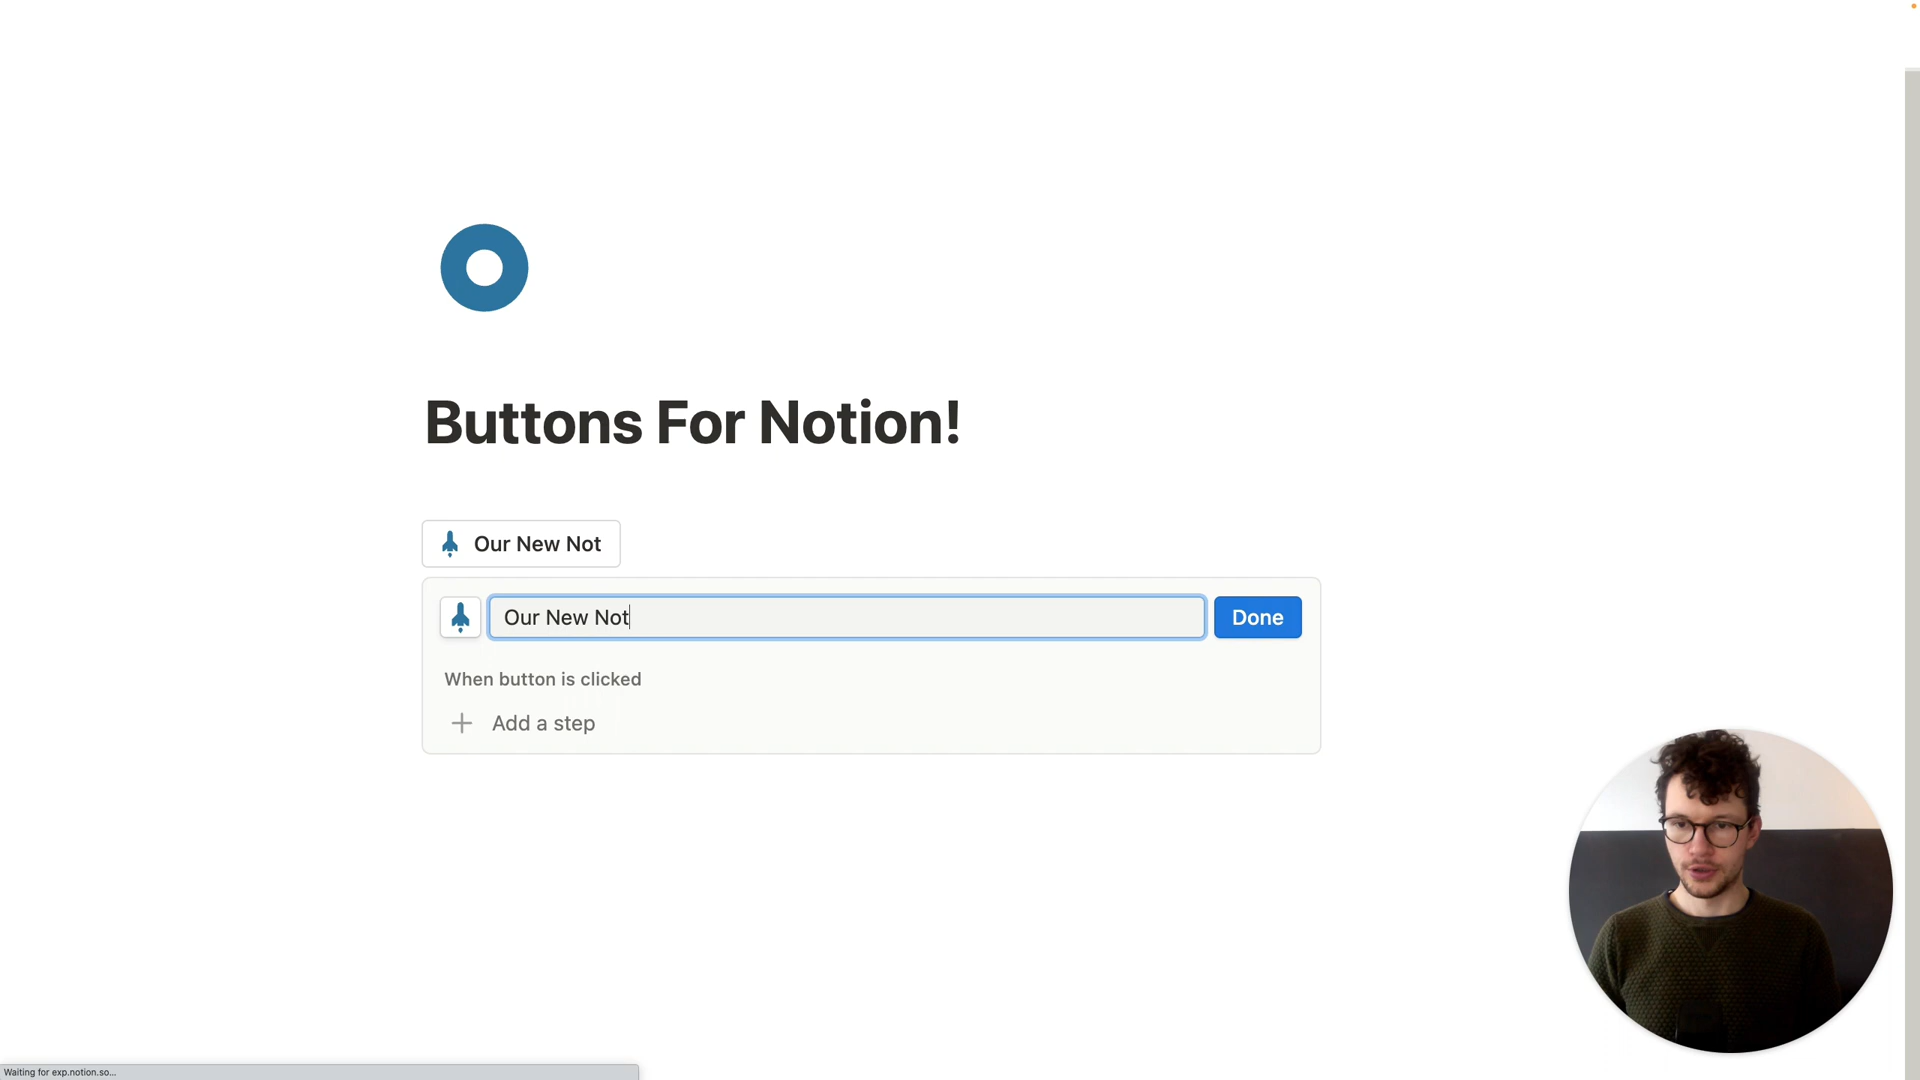 Buttons For Notion!
Our New Not
Our New Not
Done
When button is clicked
Add a step
Waiting for exp.notion.so...